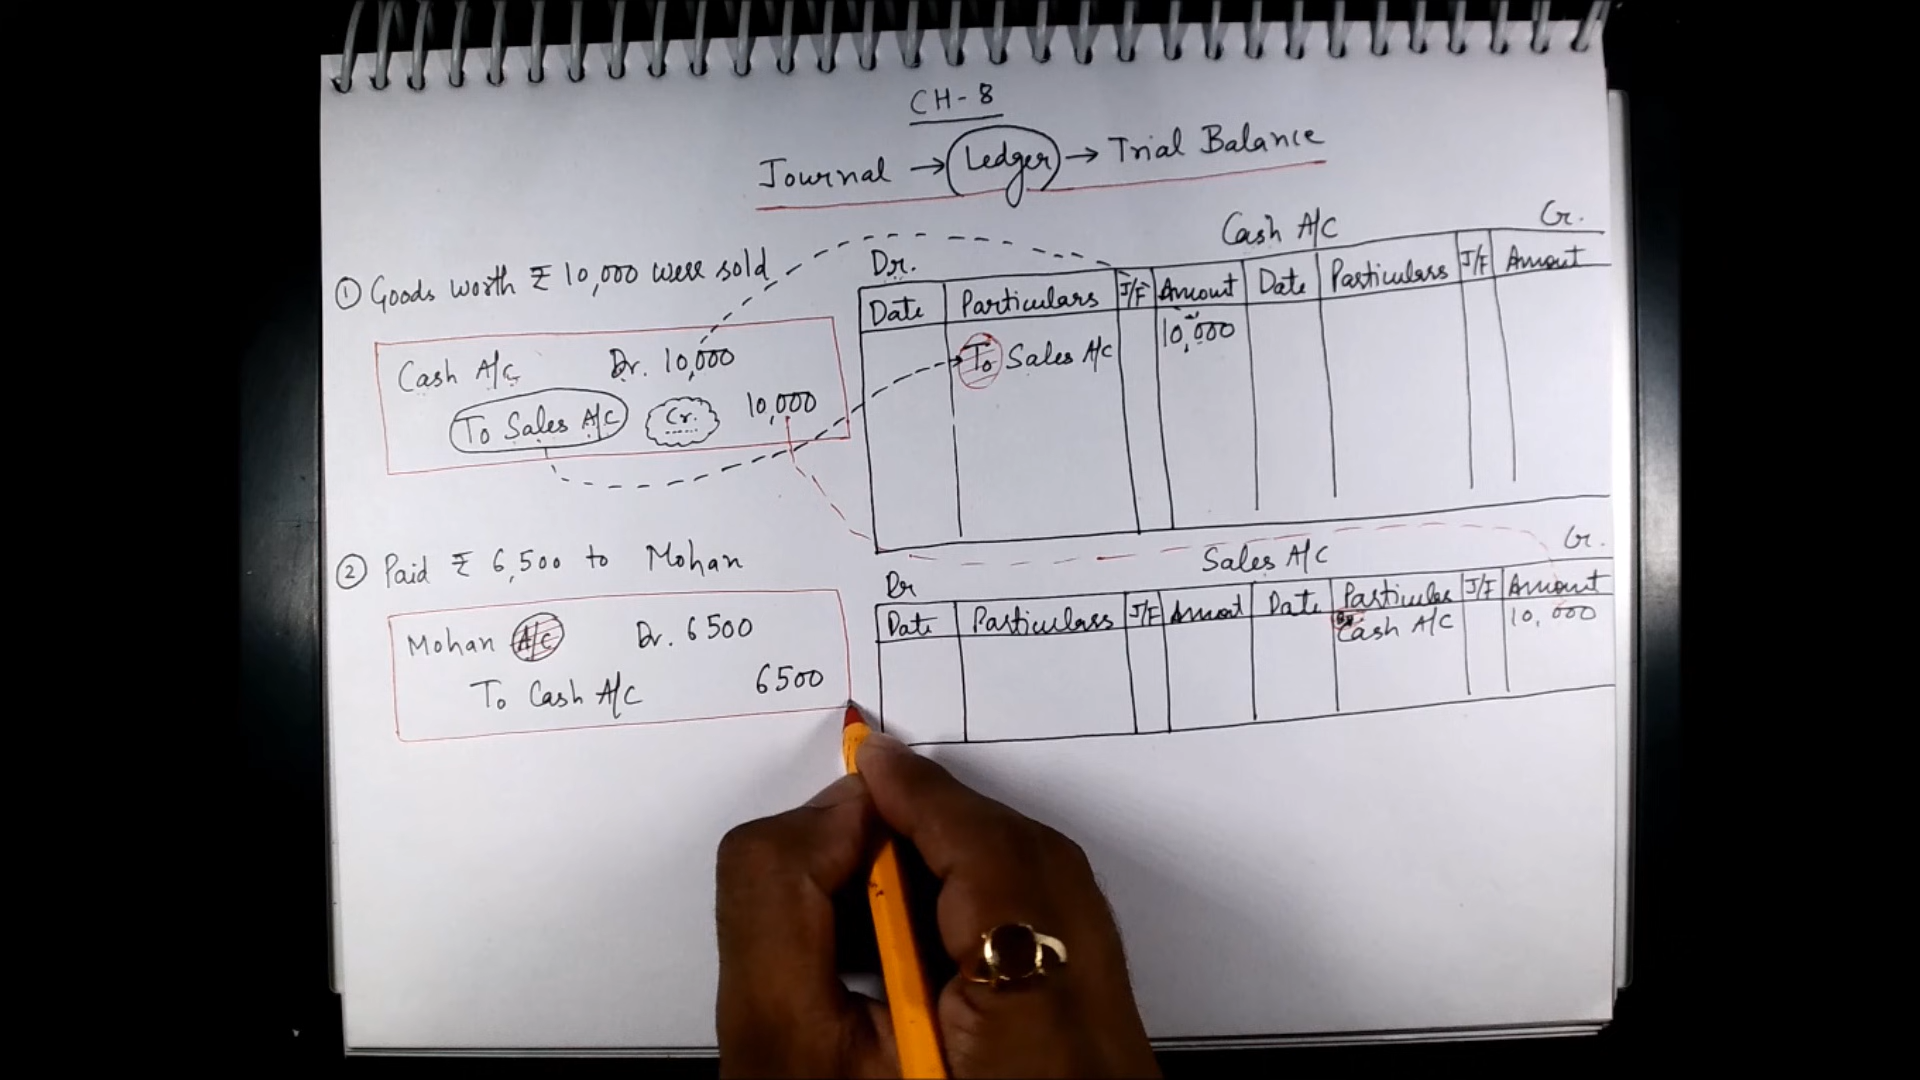 CH-8
Journal → Ledger → Trial Balance
① Goods worth ₹ 10,000 were sold
Cash A/C Dr. 10,000
To Sales A/C Cr. 10,000
② Paid ₹ 6,500 to Mohan
Mohan A/C Dr. 6500
To Cash A/C 6500
Cash A/C
Dr. Cr.
Date Particulars J/F Amount Date Particulars J/F Amount
To Sales A/C 10,000
Sales A/C
Dr Cr.
Date Particulars J/F Amount Date Particulars J/F Amount
Cash A/C 10,000